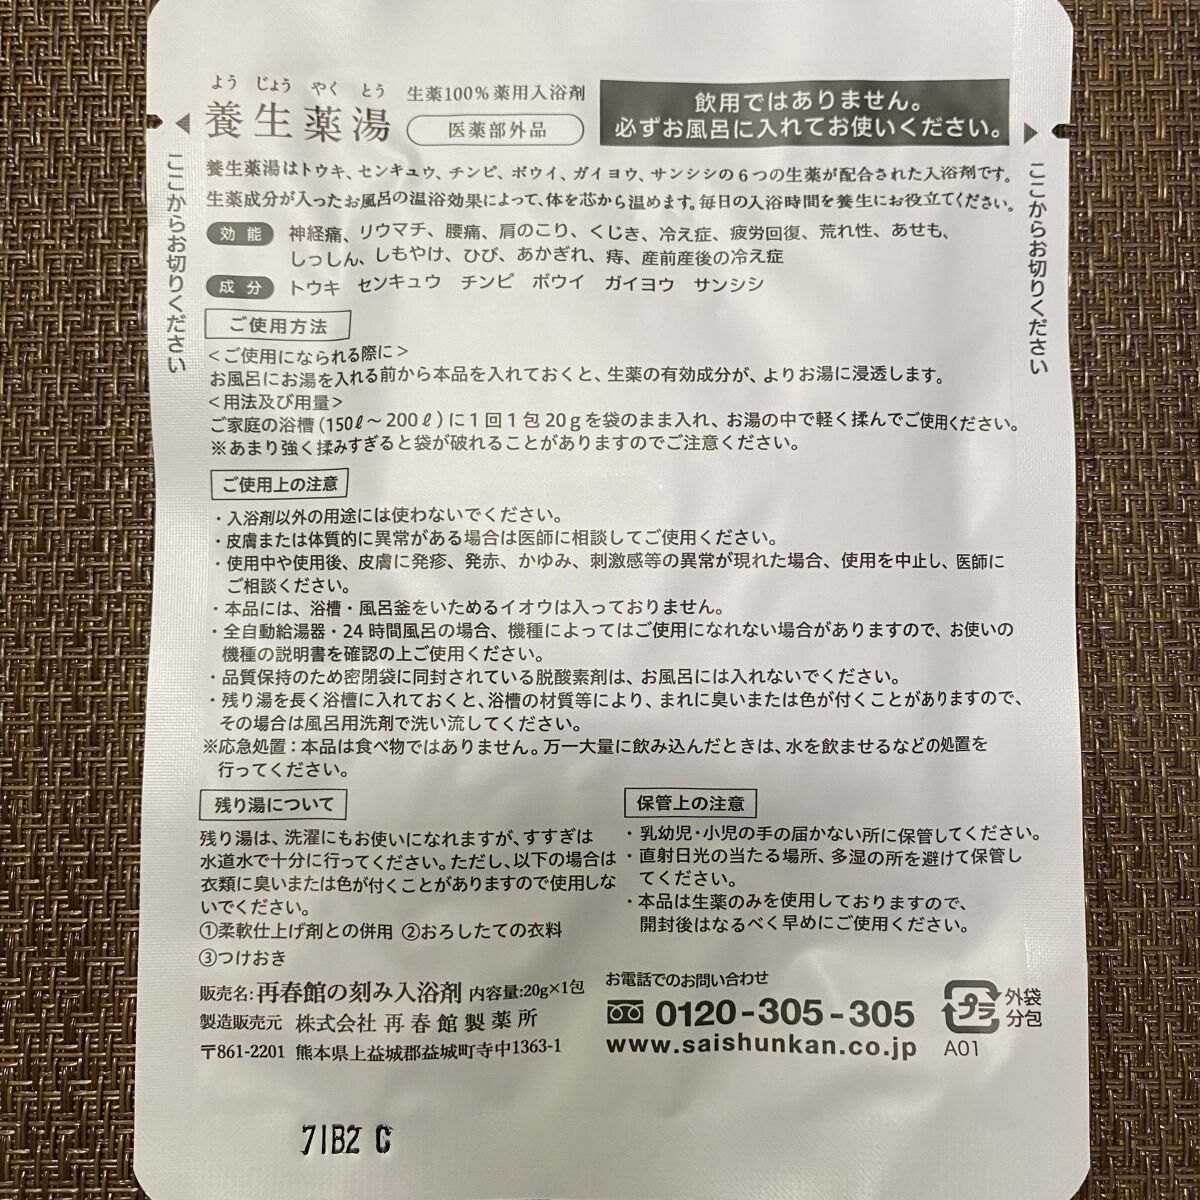 よう じょう やく とう
養生薬湯
生薬100%薬用入浴剤
医薬部外品
飲用ではありません。
必ずお風呂に入れてお使いください。
ここからお切りください
ここからお切りください
養生薬湯はトウキ、センキュウ、チンピ、ボウイ、ガイヨウ、サンシシの6つの生薬が配合された入浴剤です。
生薬成分が入ったお風呂の温浴効果によって、体を芯から温めます。毎日の入浴時間を養生にお役立てください。
効能 神経痛、リウマチ、腰痛、肩のこり、くじき、冷え症、疲労回復、荒れ性、あせも、
しっしん、しもやけ、ひび、あかぎれ、痔、産前産後の冷え症
成分 トウキ センキュウ チンピ ボウイ ガイヨウ サンシシ
ご使用方法
<ご使用になられる際に>
お風呂にお湯を入れる前から本品を入れておくと、生薬の有効成分が、よりお湯に浸透します。
<用法及び用量>
ご家庭の浴槽(150ℓ〜200ℓ)に1回1包20gを袋のまま入れ、お湯の中で軽く揉んでご使用ください。
※あまり強く揉みすぎると袋が破れることがありますのでご注意ください。
ご使用上の注意
・入浴剤以外の用途には使わないでください。
・皮膚または体質的に異常がある場合は医師に相談してご使用ください。
・使用中や使用後、皮膚に発疹、発赤、かゆみ、刺激感等の異常が現れた場合、使用を中止し、医師に
ご相談ください。
・本品には、浴槽・風呂釜をいためるイオウは入っておりません。
・全自動給湯器・24時間風呂の場合、機種によってはご使用になれない場合がありますので、お使いの
機種の説明書を確認の上ご使用ください。
・品質保持のため密閉袋に同封されている脱酸素剤は、お風呂には入れないでください。
・残り湯を長く浴槽に入れておくと、浴槽の材質等により、まれに臭いまたは色が付くことがありますので、
その場合は風呂用洗剤で洗い流してください。
※応急処置：本品は食べ物ではありません。万一大量に飲み込んだときは、水を飲ませるなどの処置を
行ってください。
残り湯について
残り湯は、洗濯にもお使いになれますが、すすぎは
水道水で十分に行ってください。ただし、以下の場合は
衣類に臭いまたは色が付くことがありますので使用しな
いでください。
①柔軟仕上げ剤との併用 ②おろしたての衣料
③つけおき
保管上の注意
・乳幼児・小児の手の届かない所に保管してください。
・直射日光の当たる場所、多湿の所を避けて保管し
てください。
・本品は生薬のみを使用しておりますので、
開封後はなるべく早めにご使用ください。
販売名：再春館の刻み入浴剤 内容量：20g×1包
製造販売元 株式会社再春館製薬所
〒861-2201 熊本県上益城郡益城町寺中1363-1
お電話でのお問い合わせ
0120-305-305
www.saishunkan.co.jp
プラ
外袋
分包
A01
71B2 C